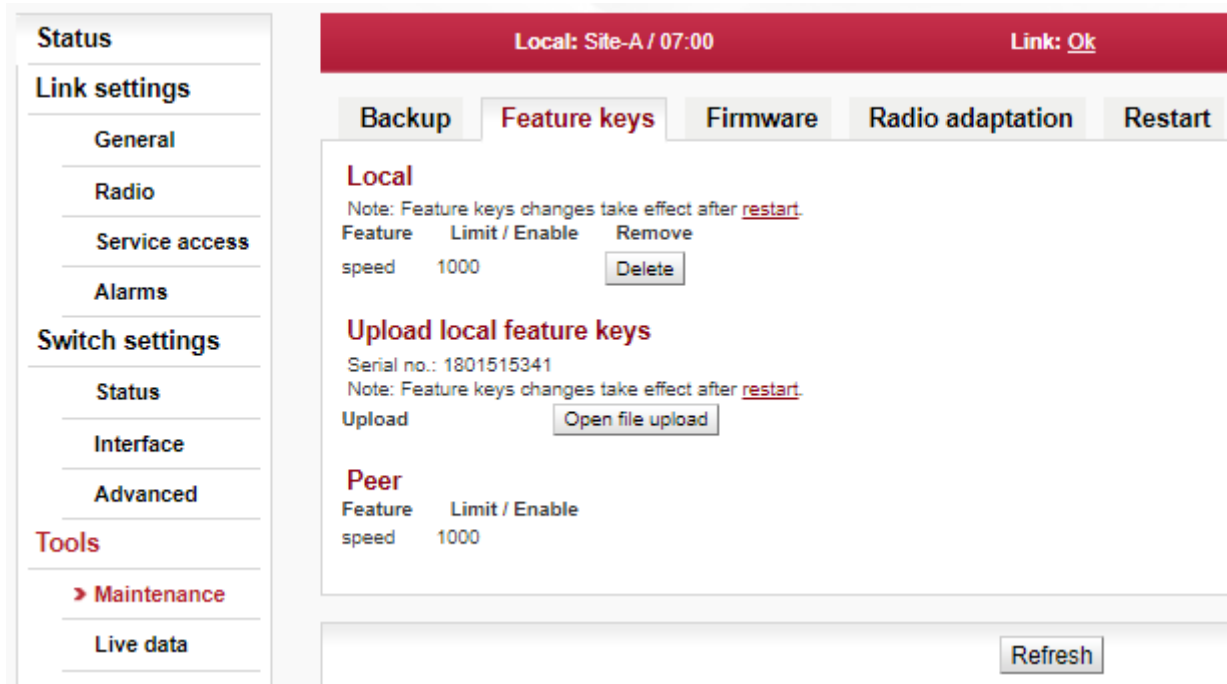 Status
Link settings
General
Radio
Service access
Alarms
Switch settings
Status
Interface
Advanced
Tools
Maintenance
Live data
Local: Site-A / 07:00 Link: Ok
Backup Feature keys Firmware Radio adaptation Restart
Local
Note: Feature keys changes take effect after restart.
Feature Limit / Enable Remove
speed 1000 Delete
Upload local feature keys
Serial no.: 1801515341
Note: Feature keys changes take effect after restart.
Upload Open file upload
Peer
Feature Limit / Enable
speed 1000
Refresh